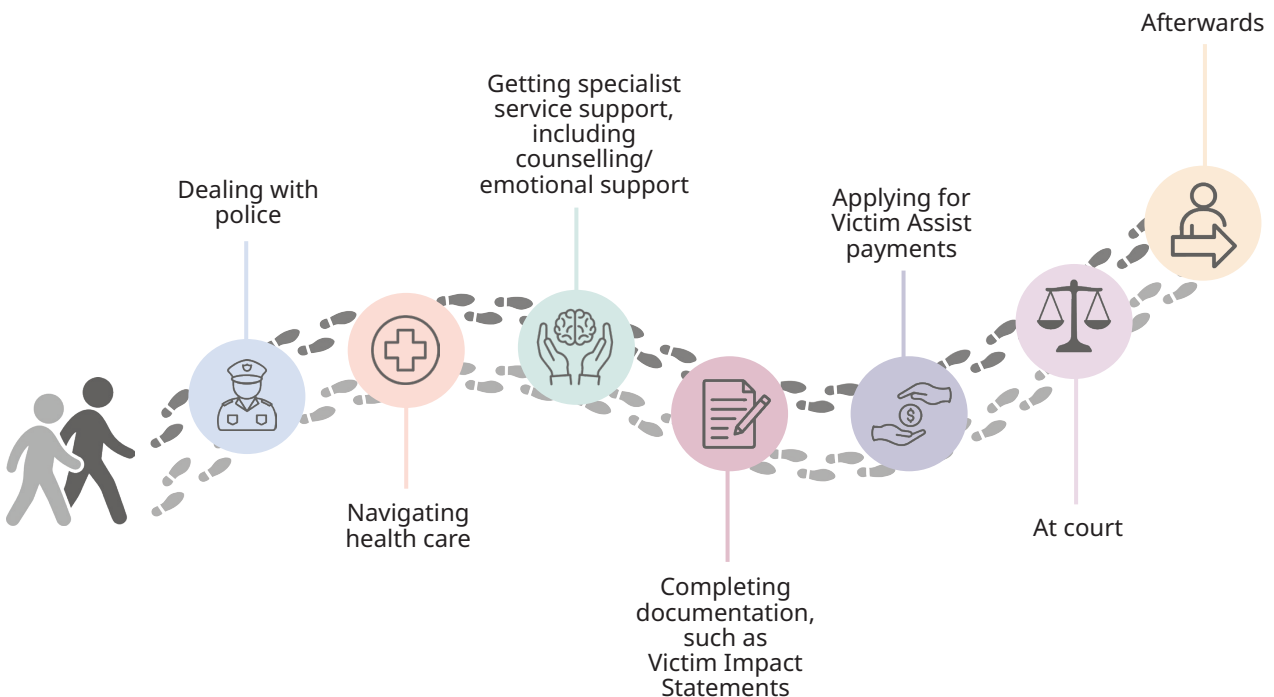 Dealing with
police
Navigating
health care
Getting specialist
service support,
including
counselling/
emotional support
Completing
documentation,
such as
Victim Impact
Statements
Applying for
Victim Assist
payments
$
At court
Afterwards